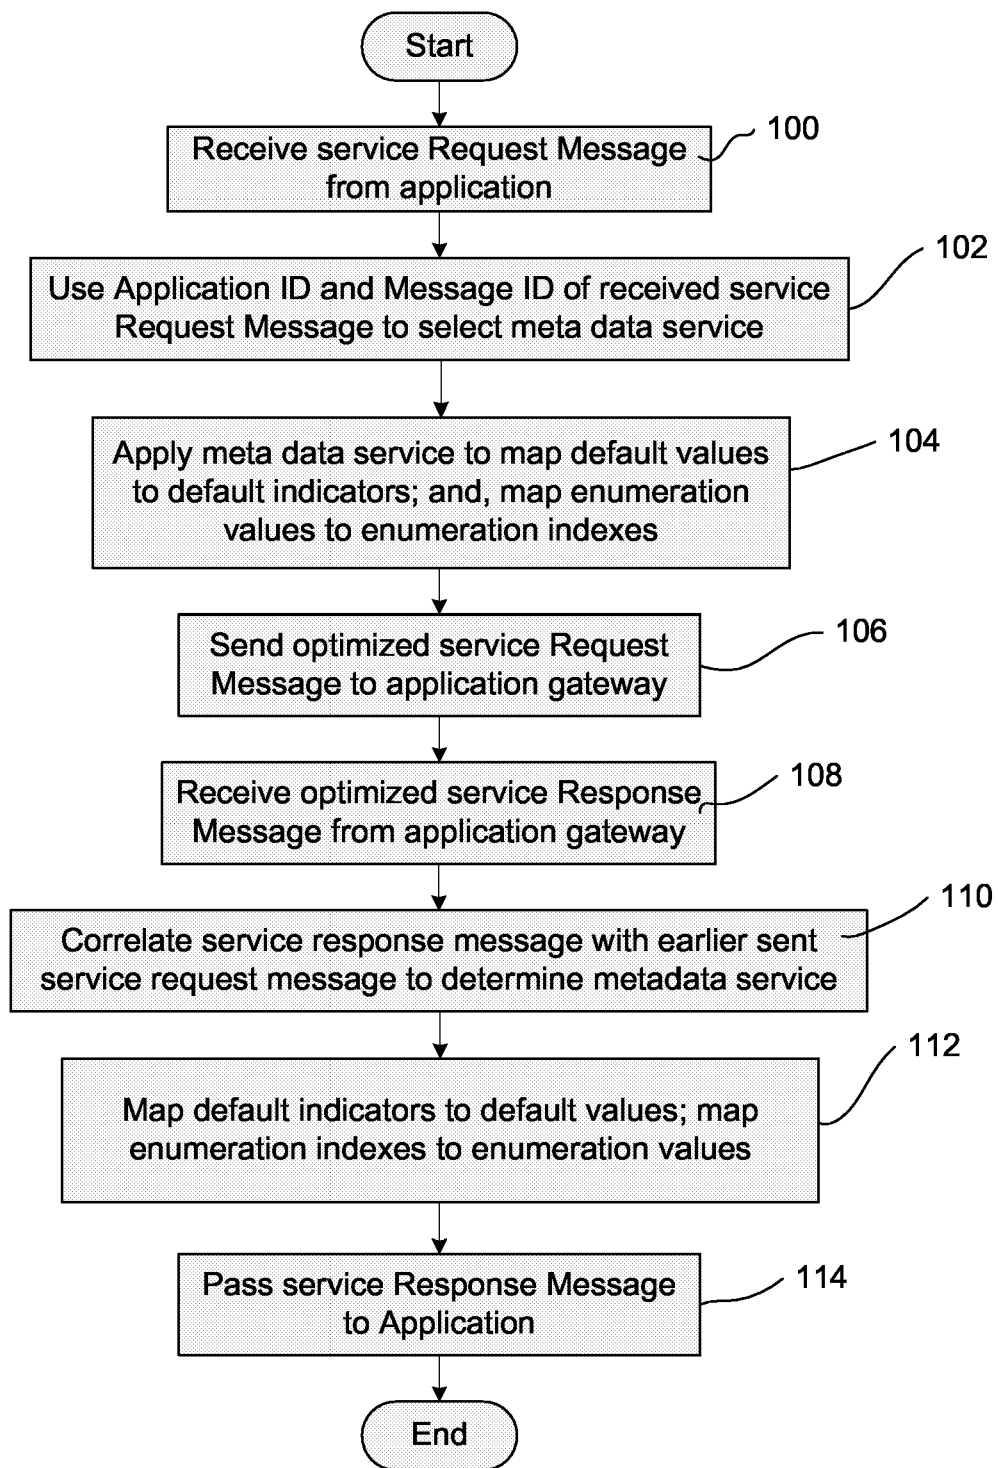 Start
Receive service Request Message
from application
100
Use Application ID and Message ID of received service
Request Message to select meta data service
102
Apply meta data service to map default values
to default indicators; and, map enumeration
values to enumeration indexes
104
Send optimized service Request
Message to application gateway
106
Receive optimized service Response
Message from application gateway
108
Correlate service response message with earlier sent
service request message to determine metadata service
110
Map default indicators to default values; map
enumeration indexes to enumeration values
112
Pass service Response Message
to Application
114
End